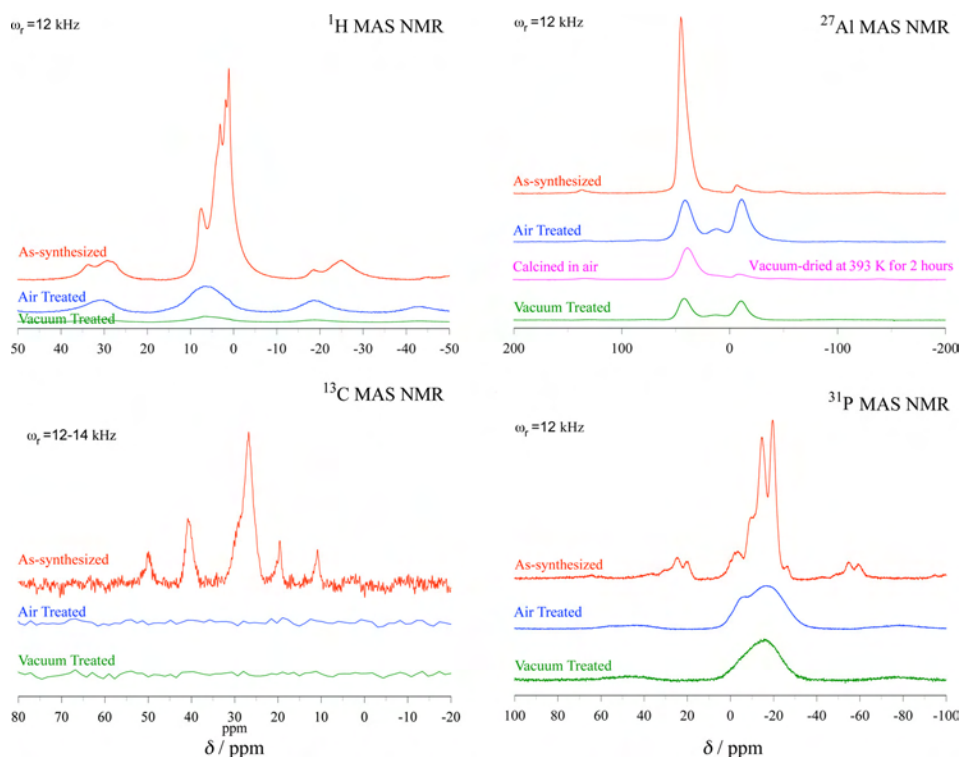 ωr =12 kHz
¹H MAS NMR
As-synthesized
Air Treated
Vacuum Treated
50 40 30 20 10 0 -10 -20 -30 -40 -50
ωr =12 kHz
²⁷Al MAS NMR
As-synthesized
Air Treated
Calcined in air
Vacuum-dried at 393 K for 2 hours
Vacuum Treated
200 100 0 -100 -200
¹³C MAS NMR
ωr =12-14 kHz
As-synthesized
Air Treated
Vacuum Treated
80 70 60 50 40 30 20 10 0 -10 -20
ppm
δ / ppm
³¹P MAS NMR
ωr =12 kHz
As-synthesized
Air Treated
Vacuum Treated
100 80 60 40 20 0 -20 -40 -60 -80 -100
δ / ppm